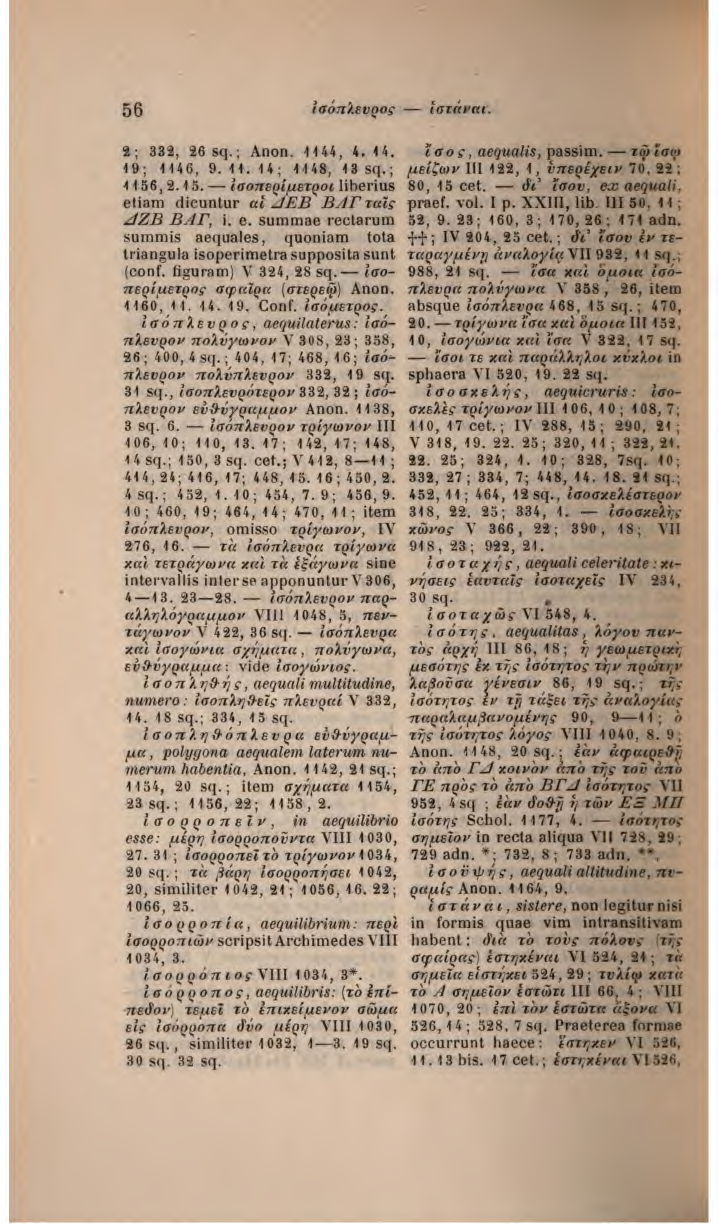 56
ἰσόπλευρος — ἱστάναι.
2; 332, 26 sq.; Anon. 1144, 4. 14.
19; 1146, 9. 11. 14; 1148, 13 sq.;
1156, 2. 15. — ἰσοπερίμετροι liberius
etiam dicuntur αἱ ΔΕΒ ΒΔΓ ταῖς
ΔΖΒ ΒΔΓ, i. e. summae rectarum
summis aequales, quoniam tota
triangula isoperimetra supposita sunt
(conf. figuram) V 324, 28 sq. — ἰσο-
περίμετρος σφαῖρα (στερεῷ) Anon.
1160, 11. 14. 19. Conf. ἰσόμετρος.
ἰσόπλευρος, aequilaterus: ἰσό-
πλευρον πολύγωνον V 308, 23; 358,
26; 400, 4 sq.; 404, 17; 468, 16; ἰσό-
πλευρον πολύπλευρον 332, 19 sq.
31 sq., ἰσοπλευρότερον 332, 32; ἰσό-
πλευρον εὐθύγραμμον Anon. 1138,
3 sq. 6. — ἰσόπλευρον τρίγωνον III
106, 10; 110, 13. 17; 142, 17; 148,
14 sq.; 150, 3 sq. cet.; V 412, 8—11;
414, 24; 416, 17; 448, 15. 16; 450, 2.
4 sq.; 452, 1. 10; 454, 7. 9; 456, 9.
10; 460, 19; 464, 14; 470, 11; item
ἰσόπλευρον, omisso τρίγωνον, IV
276, 16. — τὰ ἰσόπλευρα τρίγωνα
καὶ τετράγωνα καὶ τὰ ἑξάγωνα sine
intervallis inter se apponuntur V 306,
4—13. 23—28. — ἰσόπλευρον παρ-
αλληλόγραμμον VIII 1048, 5, πεν-
τάγωνον V 422, 36 sq. — ἰσόπλευρα
καὶ ἰσογώνια σχήματα, πολύγωνα,
εὐθύγραμμα: vide ἰσογώνιος.
ἰσοπληθής, aequali multitudine,
numero: ἰσοπληθεῖς πλευραί V 332,
14. 18 sq.; 334, 15 sq.
ἰσοπληθόπλευρα εὐθύγραμ-
μα, polygona aequalem laterum nu-
merum habentia, Anon. 1142, 21 sq.;
1154, 20 sq.; item σχήματα 1154,
23 sq.; 1156, 22; 1158, 2.
ἰσορροπεῖν, in aequilibrio
esse: μέρη ἰσορροποῦντα VIII 1030,
27. 31; ἰσορροπεῖ τὸ τρίγωνον 1034,
20 sq.; τὰ βάρη ἰσορροπήσει 1042,
20, similiter 1042, 21; 1056, 16. 22;
1066, 25.
ἰσορροπία, aequilibrium: περὶ
ἰσορροπιῶν scripsit Archimedes VIII
1034, 3.
ἰσορρόπιος VIII 1034, 3*.
ἰσόρροπος, aequilibris: (τὸ ἐπί-
πεδον) τεμεῖ τὸ ἐπικείμενον σῶμα
εἰς ἰσόρροπα δύο μέρη VIII 1030,
26 sq., similiter 1032, 1—3. 19 sq.
30 sq. 32 sq.
ἴσος, aequalis, passim. — τῷ ἴσῳ
μείζων III 122, 1, ὑπερέχειν 70, 22;
80, 15 cet. — δι᾽ ἴσου, ex aequali,
praef. vol. I p. XXIII, lib. III 50, 11;
52, 9. 23; 160, 3; 170, 26; 171 adn.
††; IV 204, 25 cet.; δι᾽ ἴσου ἐν τε-
ταραγμένῃ ἀναλογίᾳ VII 932, 11 sq.;
988, 21 sq. — ἴσα καὶ ὅμοια ἰσό-
πλευρα πολύγωνα V 358, 26, item
absque ἰσόπλευρα 468, 15 sq.; 470,
20. — τρίγωνα ἴσα καὶ ὅμοια III 152,
10, ἰσογώνια καὶ ἴσα V 322, 17 sq.
— ἴσοι τε καὶ παράλληλοι κύκλοι in
sphaera VI 520, 19. 22 sq.
ἰσοσκελής, aequicruris: ἰσο-
σκελὲς τρίγωνον III 106, 10; 108, 7;
110, 17 cet.; IV 288, 15; 290, 21;
V 318, 19. 22. 25; 320, 11; 322, 21.
22. 25; 324, 1. 10; 328, 7sq. 10;
332, 27; 334, 7; 448, 14. 18. 21 sq.;
452, 11; 464, 12 sq., ἰσοσκελέστερον
318, 22. 25; 334, 1. — ἰσοσκελὴς
κῶνος V 366, 22; 390, 18; VII
918, 23; 922, 21.
ἰσοταχής, aequali celeritate: κι-
νήσεις ἑαυταῖς ἰσοταχεῖς IV 234,
30 sq.
ἰσοταχῶς VI 548, 4.
ἰσότης, aequalitas, λόγου παν-
τὸς ἀρχή III 86, 18; ἡ γεωμετρικὴ
μεσότης ἐκ τῆς ἰσότητος τὴν πρώτην
λαβοῦσα γένεσιν 86, 19 sq.; τῆς
ἰσότητος ἐν τῇ τάξει τῆς ἀναλογίας
παραλαμβανομένης 90, 9—11; ὁ
τῆς ἰσότητος λόγος VIII 1040, 8. 9;
Anon. 1148, 20 sq.; ἐὰν ἀφαιρεθῇ
τὸ ἀπὸ ΓΔ κοινὸν ἀπὸ τῆς τοῦ ἀπὸ
ΓΕ πρὸς τὸ ἀπὸ ΒΓΔ ἰσότητος VII
952, 4 sq ; ἐὰν δοθῇ ἡ τῶν ΕΞ ΜΠ
ἰσότης Schol. 1177, 4. — ἰσότητος
σημεῖον in recta aliqua VII 728, 29;
729 adn. *; 732, 8; 733 adn. **.
ἰσοϋψής, aequali altitudine, πυ-
ραμίς Anon. 1164, 9.
ἱστάναι, sistere, non legitur nisi
in formis quae vim intransitivam
habent: διὰ τὸ τοὺς πόλους (τῆς
σφαίρας) ἑστηκέναι VI 524, 21; τὰ
σημεῖα εἱστήκει 524, 29; τυλίῳ κατὰ
τὸ Α σημεῖον ἑστῶτι III 66, 4; VIII
1070, 20; ἐπὶ τὸν ἑστῶτα ἄξονα VI
526, 14; 528, 7 sq. Praeterea formae
occurrunt haece: ἕστηκεν VI 526,
11. 13 bis. 17 cet.; ἑστηκέναι VI 526,